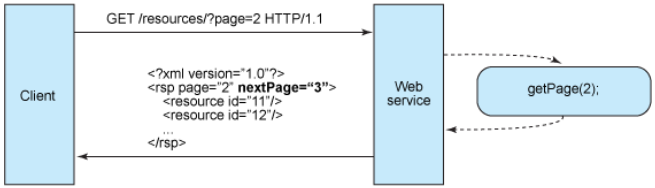 GET /resources/?page=2 HTTP/1.1
Client
<?xml version="1.0"?>
<rsp page="2" nextPage="3">
<resource id="11"/>
<resource id="12"/>
...
</rsp>
Web
service
getPage(2);